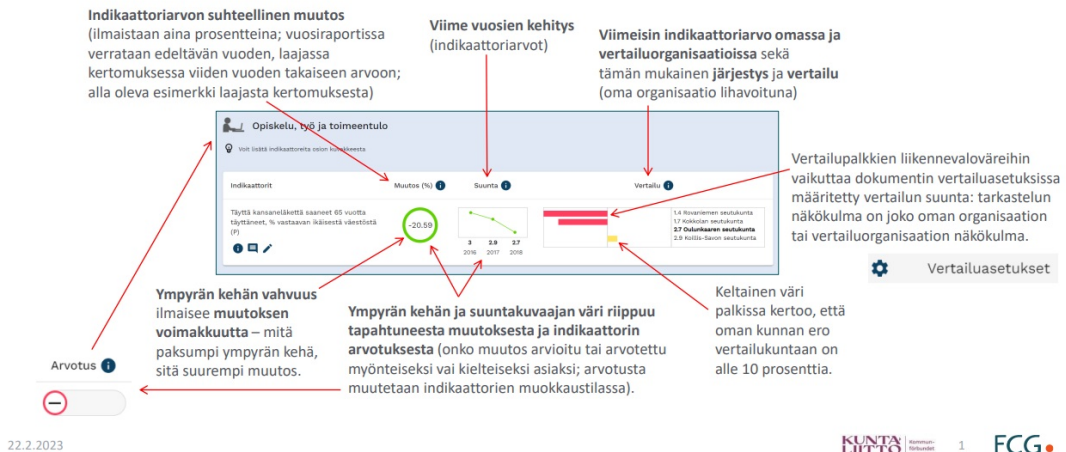 Indikaattoriarvon suhteellinen muutos
(ilmaistaan aina prosentteina; vuosiraportissa
verrataan edeltävän vuoden, laajassa
kertomuksessa viiden vuoden takaiseen arvoon;
alla oleva esimerkki laajasta kertomuksesta)
Viime vuosien kehitys
(indikaattoriarvot)
Viimeisin indikaattoriarvo omassa ja
vertailuorganisaatioissa sekä
tämän mukainen järjestys ja vertailu
(oma organisaatio lihavoituna)
Opiskelu, työ ja toimeentulo
Voit lisätä indikaattoreita osion kuvakkeesta
Indikaattorit
Muutos (%)
Suunta
Vertailu
Täyttä kansaneläkettä saaneet 65 vuotta
täyttäneet, % vastaavan ikäisestä väestöstä
(P)
-20.59
3 2.9 2.7
2016 2017 2018
1.4 Rovaniemen seutukunta
1.7 Kokkolan seutukunta
2.7 Oulunkaaren seutukunta
2.9 Koillis-Savon seutukunta
Vertailupalkkien liikennevaloväreihin
vaikuttaa dokumentin vertailuasetuksissa
määritetty vertailun suunta: tarkastelun
näkökulma on joko oman organisaation
tai vertailuorganisaation näkökulma.
Vertailuasetukset
Ympyrän kehän vahvuus
ilmaisee muutoksen
voimakkuutta – mitä
paksumpi ympyrän kehä,
sitä suurempi muutos.
Ympyrän kehän ja suuntakuvaajan väri riippuu
tapahtuneesta muutoksesta ja indikaattorin
arvotuksesta (onko muutos arvioitu tai arvotettu
myönteiseksi vai kielteiseksi asiaksi; arvotusta
muutetaan indikaattorien muokkaustilassa).
Keltainen väri
palkissa kertoo, että
oman kunnan ero
vertailukuntaan on
alle 10 prosenttia.
Arvotus
22.2.2023
KUNTA
LIITTO
Kommun-
förbundet
1
FCG